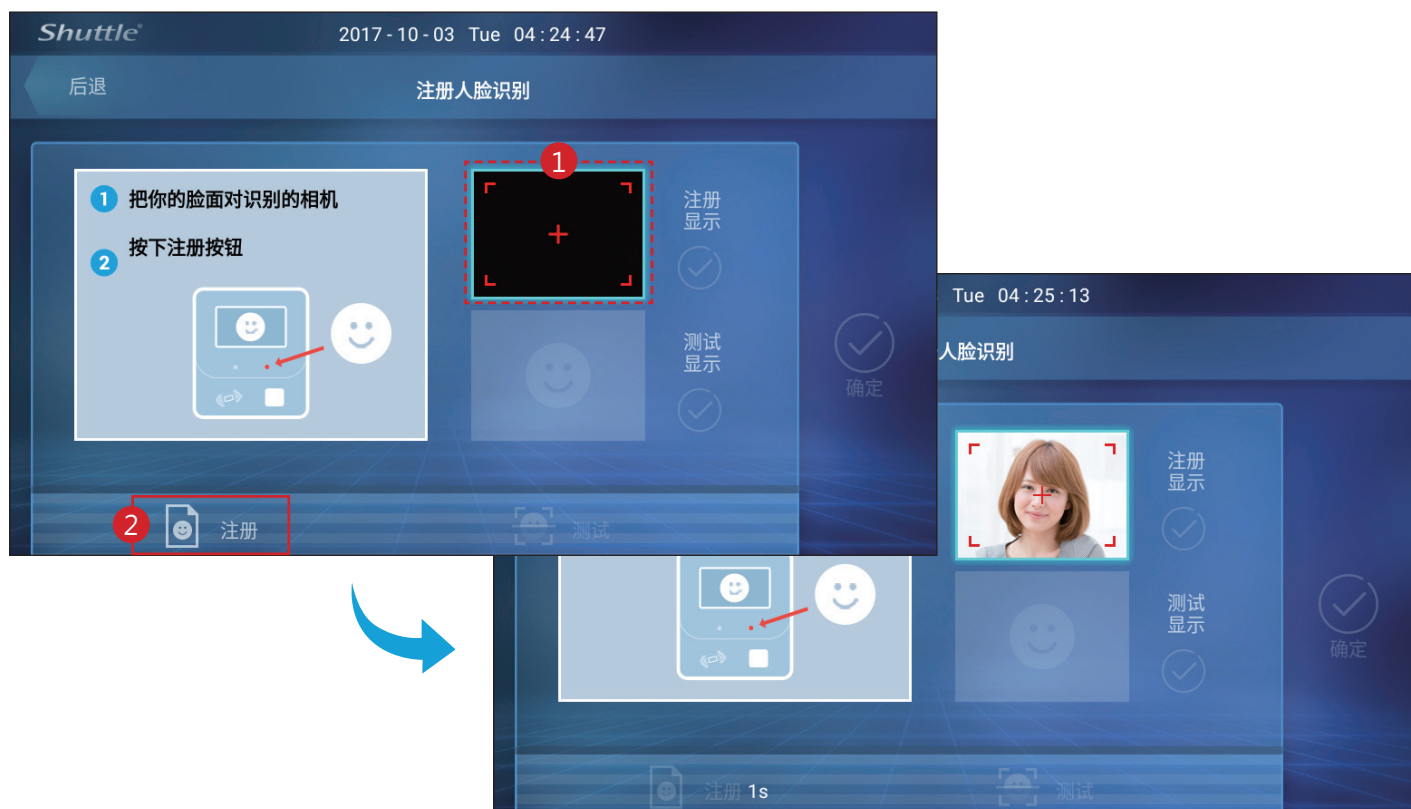 Shuttle®
2017-10-03 Tue 04:24:47
后退
注册人脸识别
1
1 把你的脸面对识别的相机
2 按下注册按钮
注册
显示
测试
显示
确定
2 注册
测试
Tue 04:25:13
人脸识别
注册
显示
测试
显示
确定
注册 1s
测试